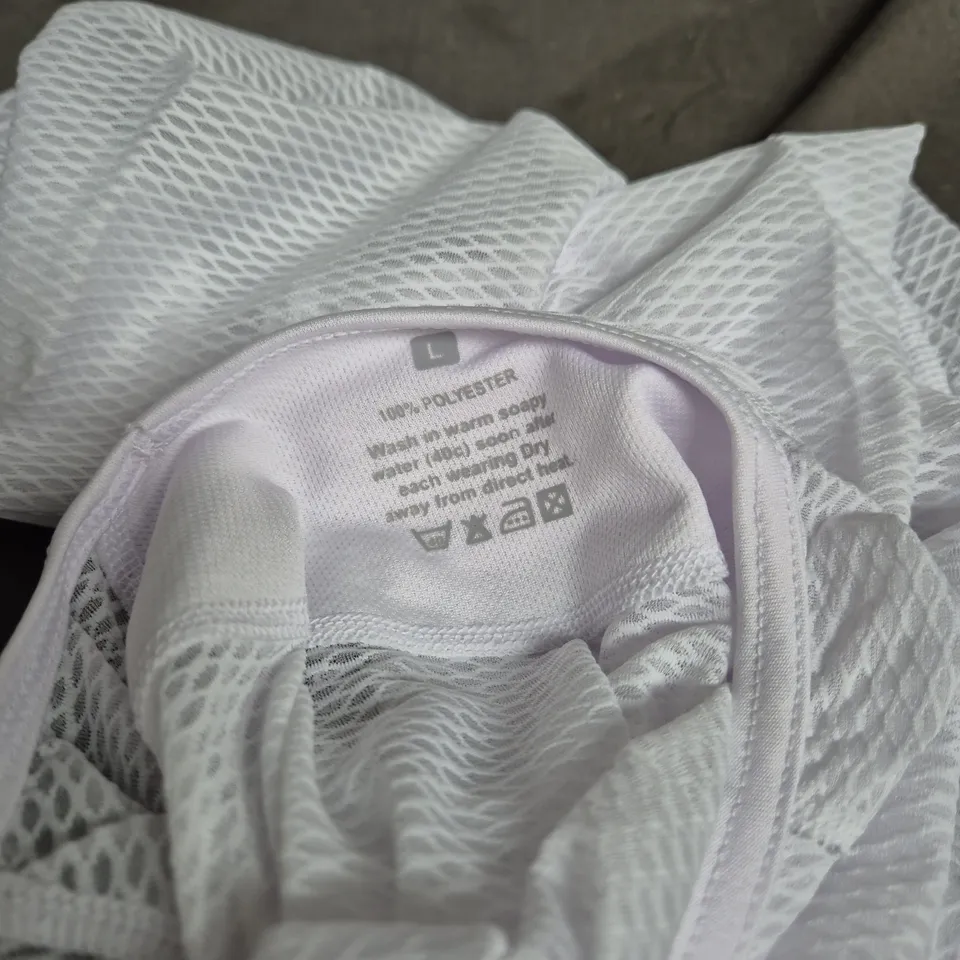 L
100% POLYESTER
Wash in warm soapy
water (40c) soon after
each wearing Dry
away from direct heat.